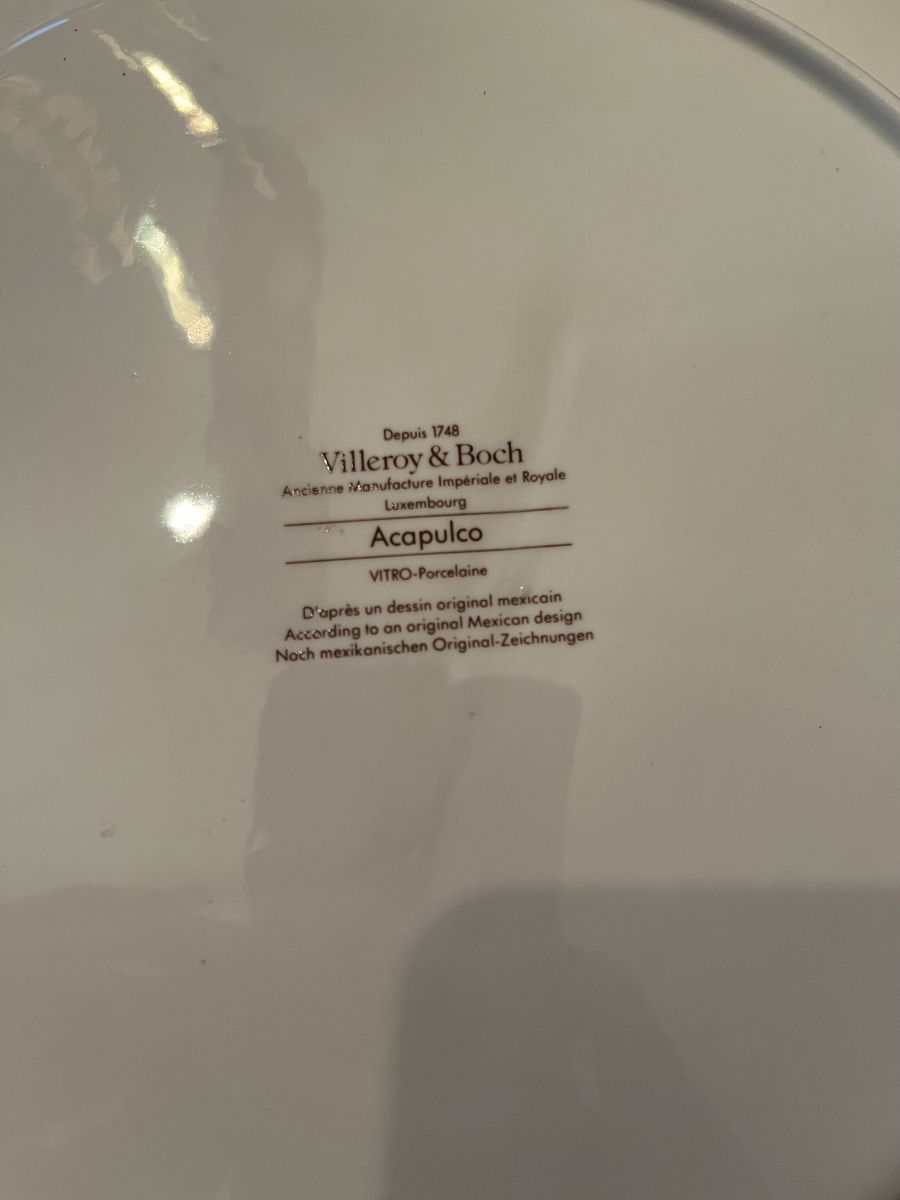 Depuis 1748
Villeroy & Boch
Ancienne Manufacture Impériale et Royale
Luxembourg
Acapulco
VITRO-Porcelaine
D'après un dessin original mexicain
According to an original Mexican design
Nach mexikanischen Original-Zeichnungen